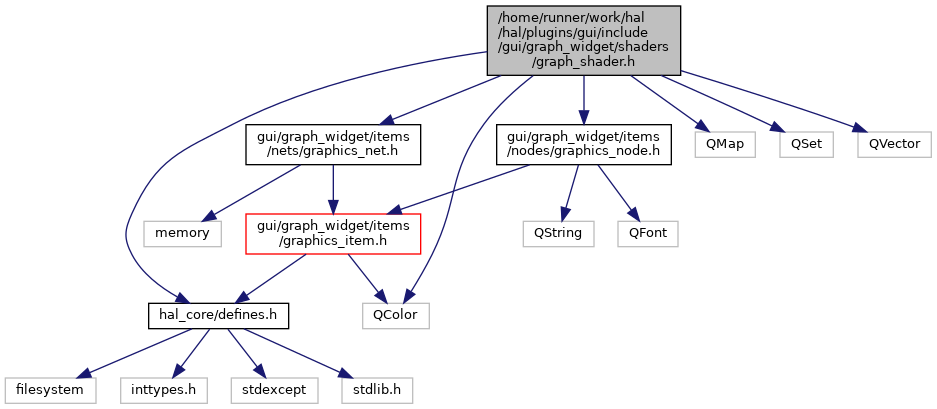 /home/runner/work/hal
/hal/plugins/gui/include
/gui/graph_widget/shaders
/graph_shader.h
gui/graph_widget/items
/nets/graphics_net.h
gui/graph_widget/items
/nodes/graphics_node.h
QMap
QSet
QVector
memory
gui/graph_widget/items
/graphics_item.h
QString
QFont
hal_core/defines.h
QColor
filesystem
inttypes.h
stdexcept
stdlib.h